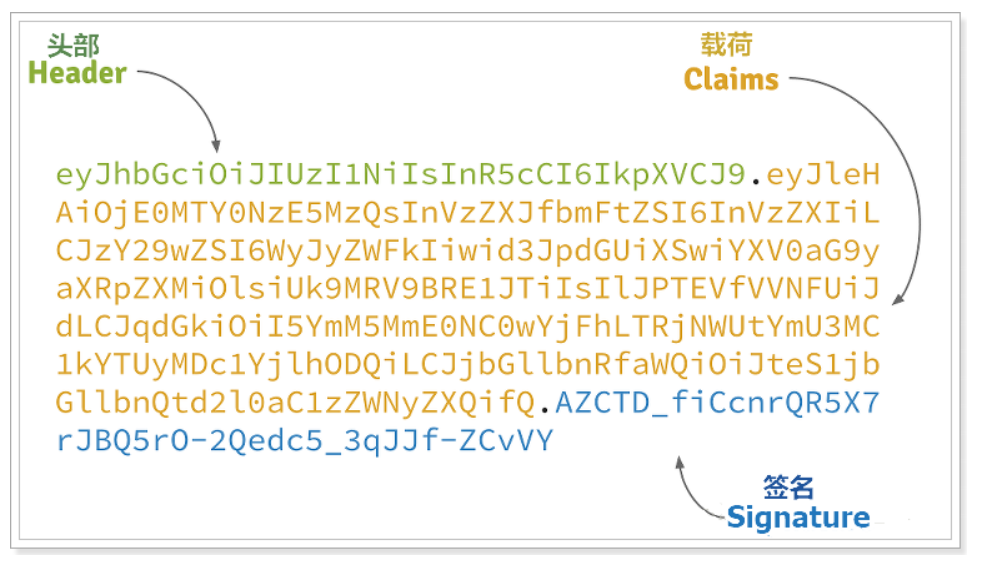 头部
Header
载荷
Claims
eyJhbGciOiJIUzI1NiIsInR5cCI6IkpXVCJ9.eyJleH
AiOjE0MTY0NzE5MzQsInVzZXJfbmFtZSI6InVzZXIiL
CJzY29wZSI6WyJyZWFkIiwid3JpdGUiXSwiYXV0aG9y
aXRpZXMiOlsiUk9MRV9BRE1JTiIsIlJPTEVfVVNFUiJ
dLCJqdGkiOiI5YmM5MmE0NC0wYjFhLTRjNWUtYmU3MC
1kYTUyMDc1YjlhODQiLCJjbGllbnRfaWQiOiJteS1jb
GllbnQtd2l0aC1zZWNyZXQifQ.AZCTD_fiCcnrQR5X7
rJBQ5rO-2Qedc5_3qJJf-ZCvVY
签名
Signature